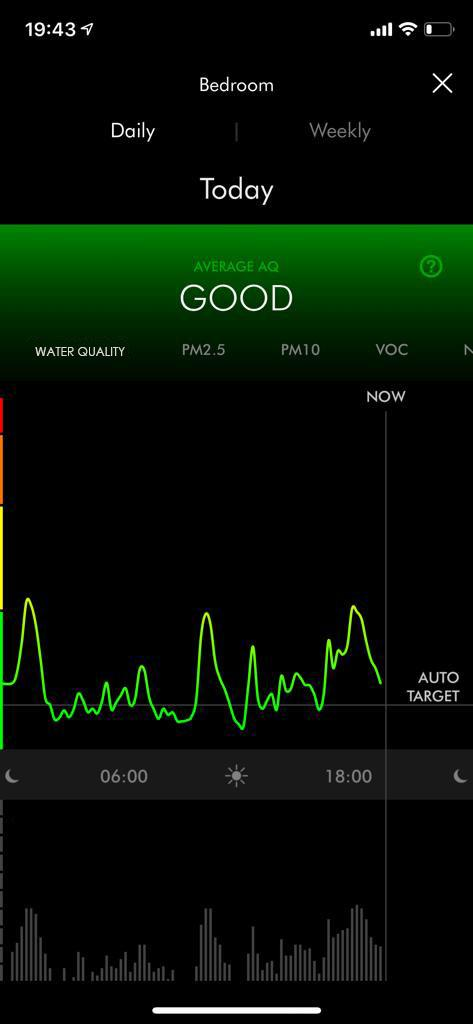 19:43
Bedroom
Daily | Weekly
Today
AVERAGE AQ
?
GOOD
WATER QUALITY PM2.5 PM10 VOC N
NOW
AUTO
TARGET
06:00 18:00